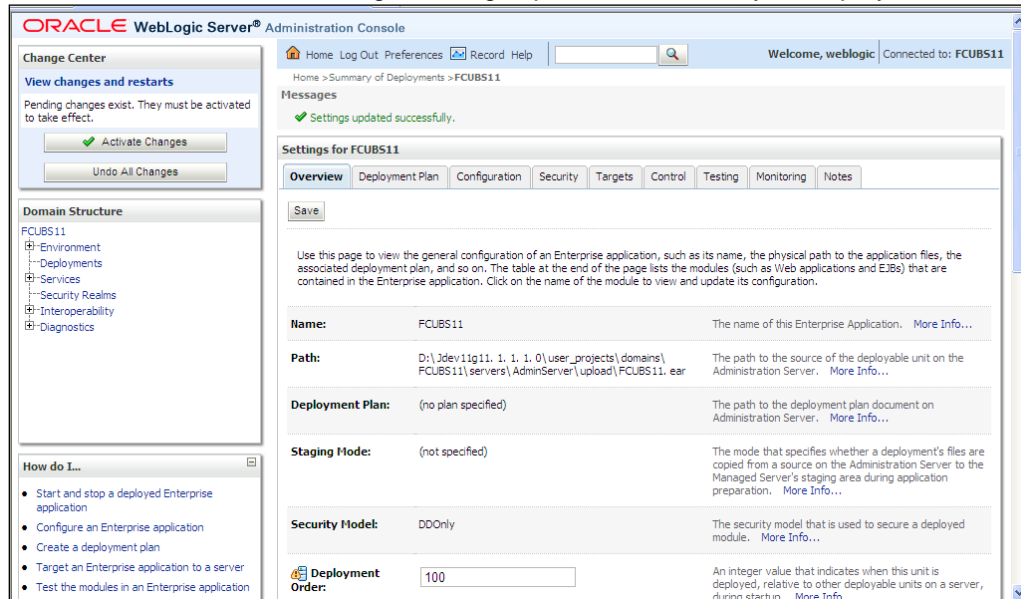 ORACLE WebLogic Server® Administration Console
Change Center
View changes and restarts
Pending changes exist. They must be activated
to take effect.
Activate Changes
Undo All Changes
Domain Structure
FCUBS11
Environment
Deployments
Services
Security Realms
Interoperability
Diagnostics
How do I...
Start and stop a deployed Enterprise
application
Configure an Enterprise application
Create a deployment plan
Target an Enterprise application to a server
Test the modules in an Enterprise application
Home Log Out Preferences Record Help
Welcome, weblogic Connected to: FCUBS11
Home >Summary of Deployments >FCUBS11
Messages
Settings updated successfully.
Settings for FCUBS11
Overview Deployment Plan Configuration Security Targets Control Testing Monitoring Notes
Save
Use this page to view the general configuration of an Enterprise application, such as its name, the physical path to the application files, the
associated deployment plan, and so on. The table at the end of the page lists the modules (such as Web applications and EJBs) that are
contained in the Enterprise application. Click on the name of the module to view and update its configuration.
Name: FCUBS11 The name of this Enterprise Application. More Info...
Path: D:\Jdev11g11. 1. 1. 1. 0\user_projects\domains\ The path to the source of the deployable unit on the
FCUBS11\servers\AdminServer\upload\FCUBS11. ear Administration Server. More Info...
Deployment Plan: (no plan specified) The path to the deployment plan document on
Administration Server. More Info...
Staging Mode: (not specified) The mode that specifies whether a deployment's files are
copied from a source on the Administration Server to the
Managed Server's staging area during application
preparation. More Info...
Security Model: DDOnly The security model that is used to secure a deployed
module. More Info...
Deployment 100 An integer value that indicates when this unit is
Order: deployed, relative to other deployable units on a server,
during startup. More Info